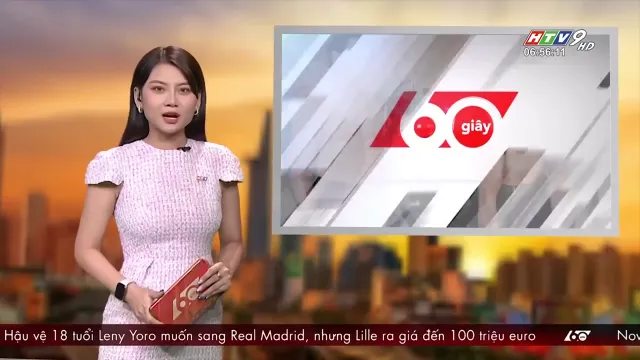 HTV9 HD
06:56:11
60 giây
60
Hậu vệ 18 tuổi Leny Yoro muốn sang Real Madrid, nhưng Lille ra giá đến 100 triệu euro 60 Nov